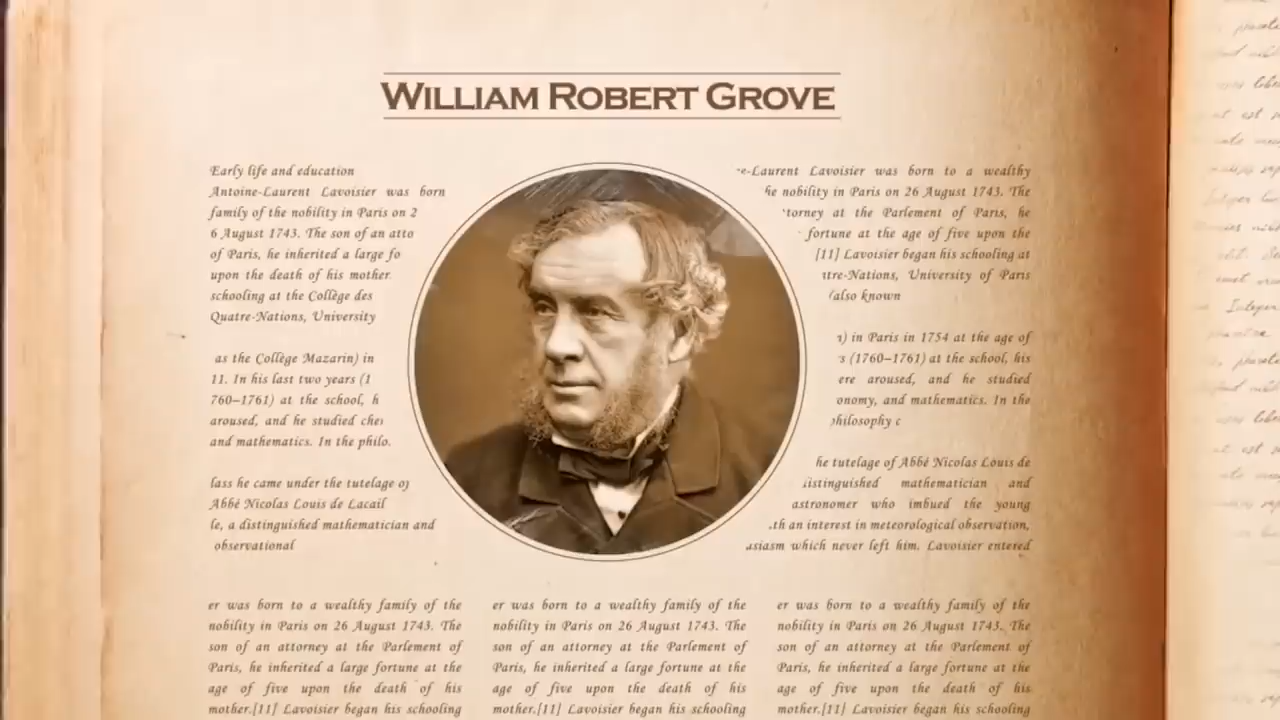 WILLIAM ROBERT GROVE
Early life and education
Antoine-Laurent Lavoisier was born
family of the nobility in Paris on 2
6 August 1743. The son of an atto
of Paris, he inherited a large fo
upon the death of his mother.
schooling at the Collège des
Quatre-Nations, University
as the Collège Mazarin) in
11. In his last two years (1
760–1761) at the school, h
aroused, and he studied che
and mathematics. In the philo.
lass he came under the tutelage of
Abbé Nicolas Louis de Lacail
le, a distinguished mathematician and
observational
e-Laurent Lavoisier was born to a wealthy
he nobility in Paris on 26 August 1743. The
torney at the Parlement of Paris, he
fortune at the age of five upon the
[11] Lavoisier began his schooling at
tre-Nations, University of Paris
(also known
) in Paris in 1754 at the age of
s (1760–1761) at the school, his
ere aroused, and he studied
onomy, and mathematics. In the
philosophy c
he tutelage of Abbé Nicolas Louis de
distinguished mathematician and
astronomer who imbued the young
th an interest in meteorological observation,
usiasm which never left him. Lavoisier entered
er was born to a wealthy family of the
nobility in Paris on 26 August 1743. The
son of an attorney at the Parlement of
Paris, he inherited a large fortune at the
age of five upon the death of his
mother.[11] Lavoisier began his schooling
er was born to a wealthy family of the
nobility in Paris on 26 August 1743. The
son of an attorney at the Parlement of
Paris, he inherited a large fortune at the
age of five upon the death of his
mother.[11] Lavoisier began his schooling
er was born to a wealthy family of the
nobility in Paris on 26 August 1743. The
son of an attorney at the Parlement of
Paris, he inherited a large fortune at the
age of five upon the death of his
mother.[11] Lavoisier began his schooling